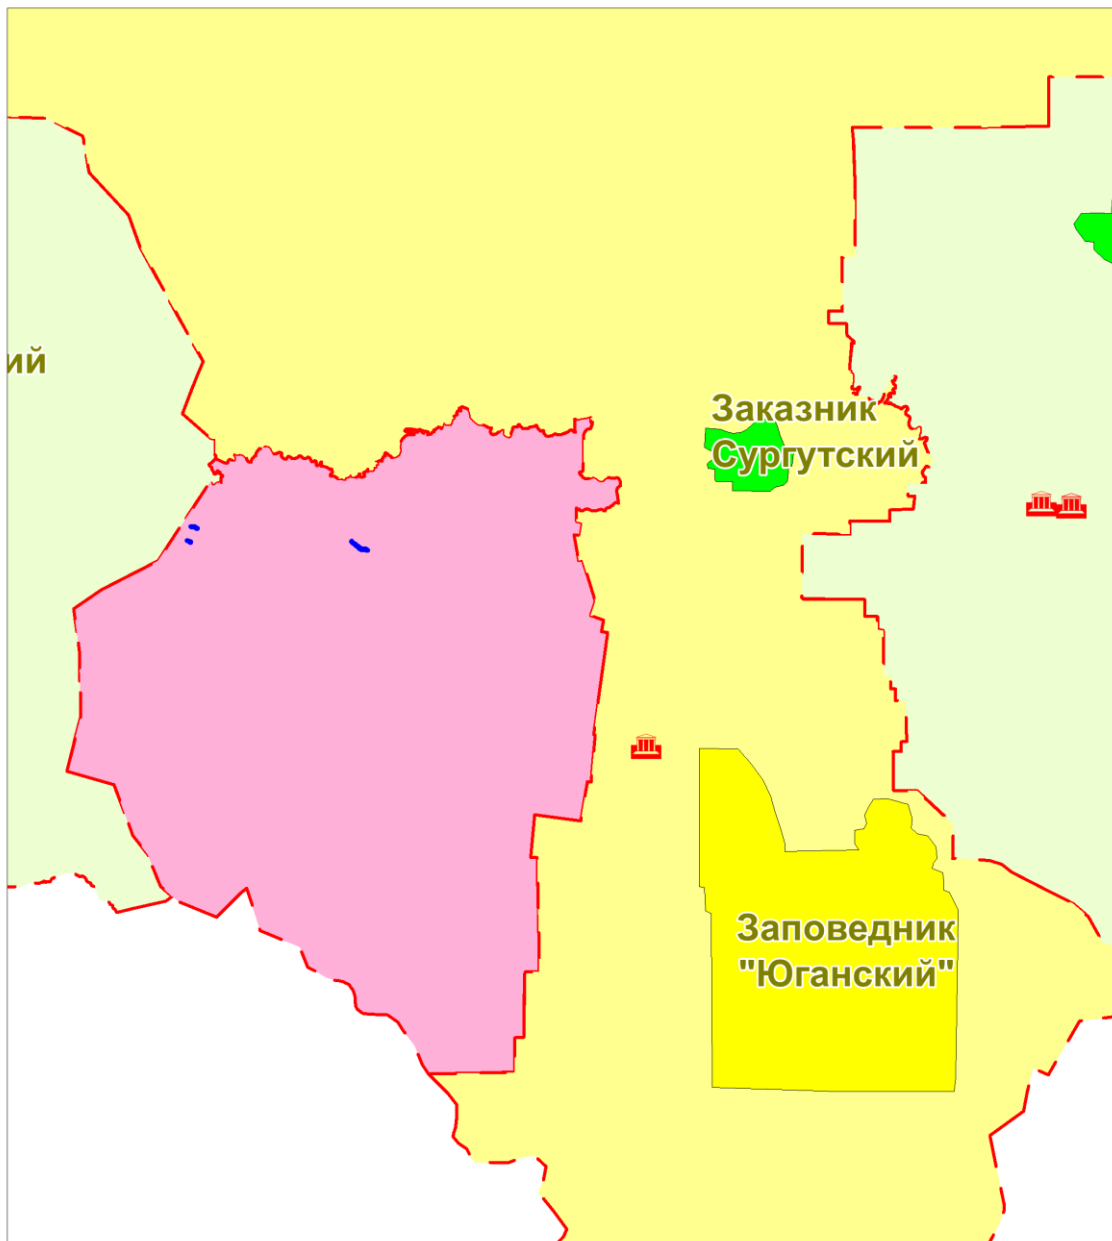 ий
Заказник
Сургутский
Заповедник
"Юганский"